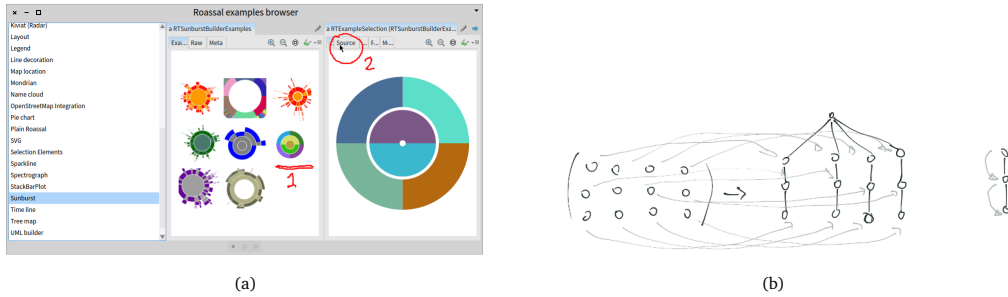 Roassal examples browser
Kiviat (Radar)
Layout
Legend
Line decoration
Map location
Mondrian
Name cloud
OpenStreetMap Integration
Pie chart
Plain Roassal
SVG
Selection Elements
Sparkline
Spectrograph
StackBarPlot
Sunburst
Time line
Tree map
UML builder
a RTSunburstBuilderExamples
Exa... Raw Meta
1
a RTExampleSelection (RTSunburstBuilderExa...
Source ... F... M...
2
(a)
(b)